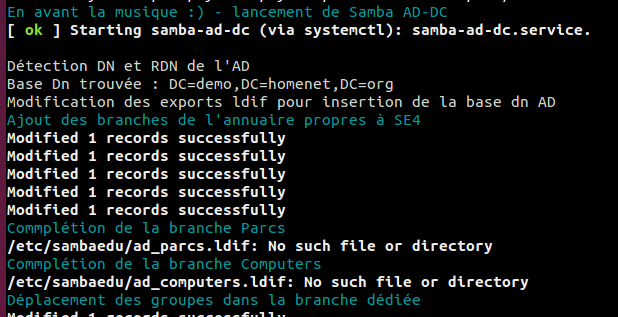 En avant la musique :) - lancement de Samba AD-DC
[ ok ] Starting samba-ad-dc (via systemctl): samba-ad-dc.service.
Détection DN et RDN de l'AD
Base Dn trouvée : DC=demo,DC=homenet,DC=org
Modification des exports ldif pour insertion de la base dn AD
Ajout des branches de l'annuaire propres à SE4
Modified 1 records successfully
Modified 1 records successfully
Modified 1 records successfully
Modified 1 records successfully
Modified 1 records successfully
Commplétion de la branche Parcs
/etc/sambaedu/ad_parcs.ldif: No such file or directory
Commplétion de la branche Computers
/etc/sambaedu/ad_computers.ldif: No such file or directory
Déplacement des groupes dans la branche dédiée
Modified 1 records successfully